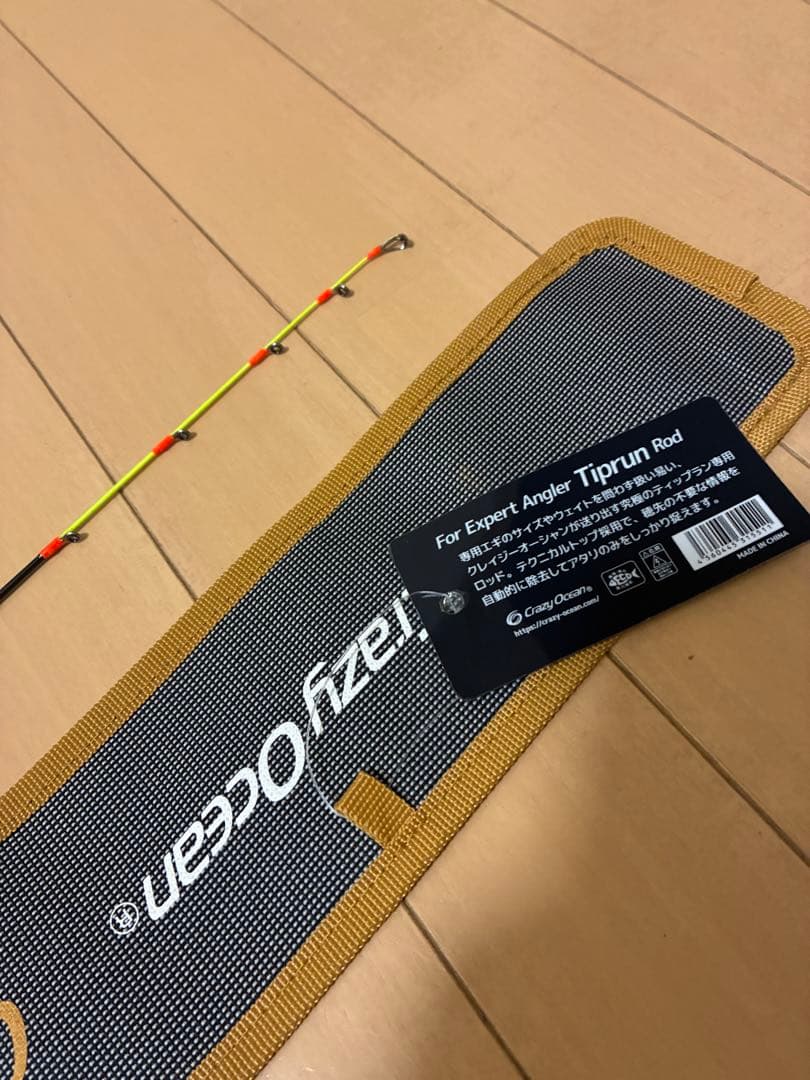 For Expert Angler Tiprun Rod
専用エギのサイズやウェイトを問わず扱い易い、
クレイジーオーシャンが送り出す究極のティップラン専用
ロッド。テクニカルトップ採用で、穂先の不要な情報を
自動的に除去してアタリのみをしっかり捉えます。
Crazy Ocean®
https://crazy-ocean.com/
MADE IN CHINA
razy Ocean®